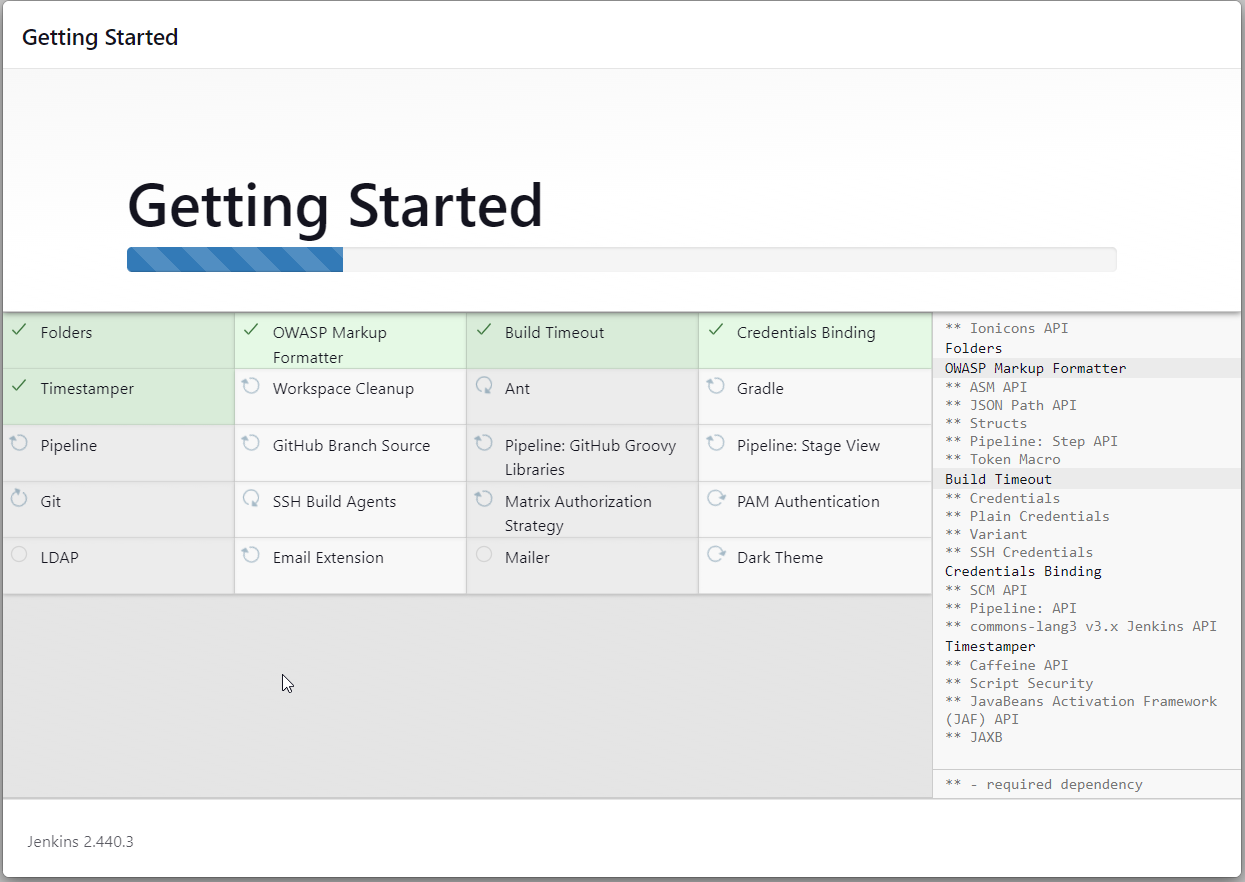 Getting Started
Getting Started
Folders
OWASP Markup
Formatter
Build Timeout
Credentials Binding
Timestamper
Workspace Cleanup
Ant
Gradle
Pipeline
GitHub Branch Source
Pipeline: GitHub Groovy
Libraries
Pipeline: Stage View
Git
SSH Build Agents
Matrix Authorization
Strategy
PAM Authentication
LDAP
Email Extension
Mailer
Dark Theme
** Ionicons API
Folders
OWASP Markup Formatter
** ASM API
** JSON Path API
** Structs
** Pipeline: Step API
** Token Macro
Build Timeout
** Credentials
** Plain Credentials
** Variant
** SSH Credentials
Credentials Binding
** SCM API
** Pipeline: API
** commons-lang3 v3.x Jenkins API
Timestamper
** Caffeine API
** Script Security
** JavaBeans Activation Framework
(JAF) API
** JAXB
** - required dependency
Jenkins 2.440.3